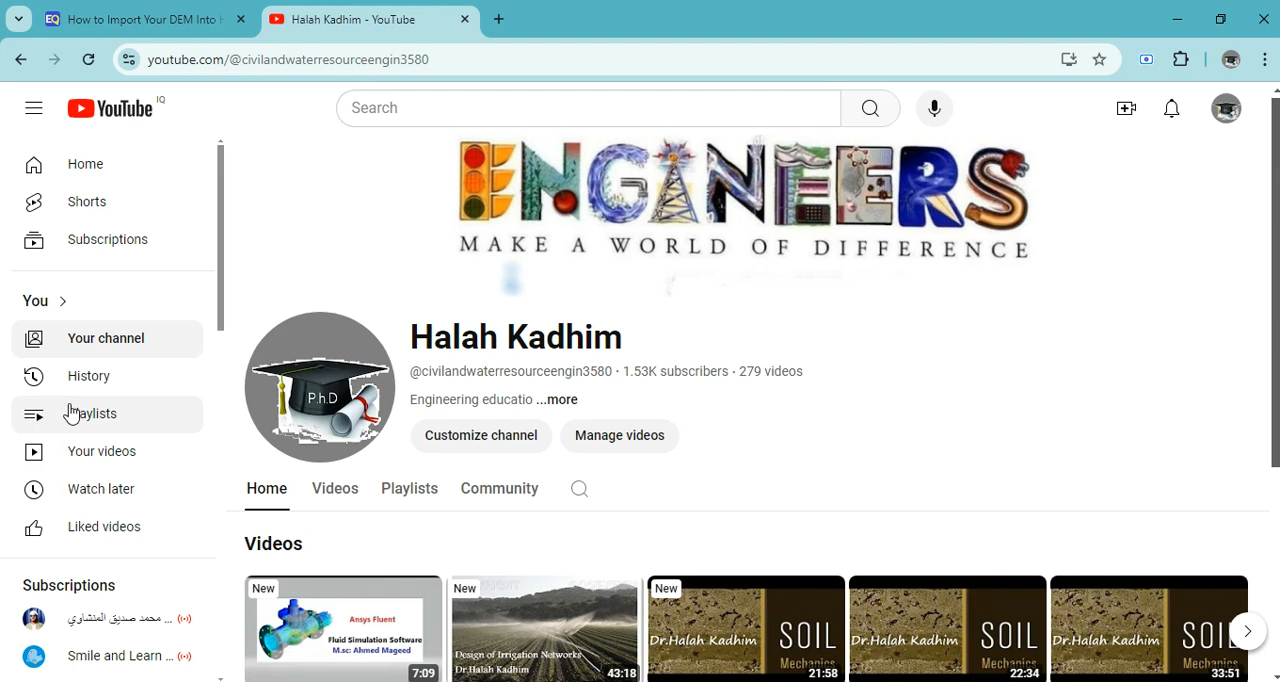 How to Import Your DEM Into H
Halah Kadhim - YouTube
youtube.com/@civilandwaterresourceengin3580
YouTube IQ
Search
Home
Shorts
Subscriptions
You
Your channel
History
Playlists
Your videos
Watch later
Liked videos
Subscriptions
محمد صديق المنشاوي ...
Smile and Learn ...
ENGINEERS
MAKE A WORLD OF DIFFERENCE
P.h.D
Halah Kadhim
@civilandwaterresourceengin3580 · 1.53K subscribers · 279 videos
Engineering educatio ...more
Customize channel
Manage videos
Home Videos Playlists Community
Videos
New
Ansys Fluent
Fluid Simulation Software
M.sc: Ahmed Mageed
7:09
New
Design of Irrigation Networks
Dr.Halah Kadhim
43:18
New
Dr.Halah Kadhim
SOIL
Mechanics
21:58
Dr.Halah Kadhim
SOIL
Mechanics
22:34
Dr.Halah Kadhim
SOI
Mechanics
33:51